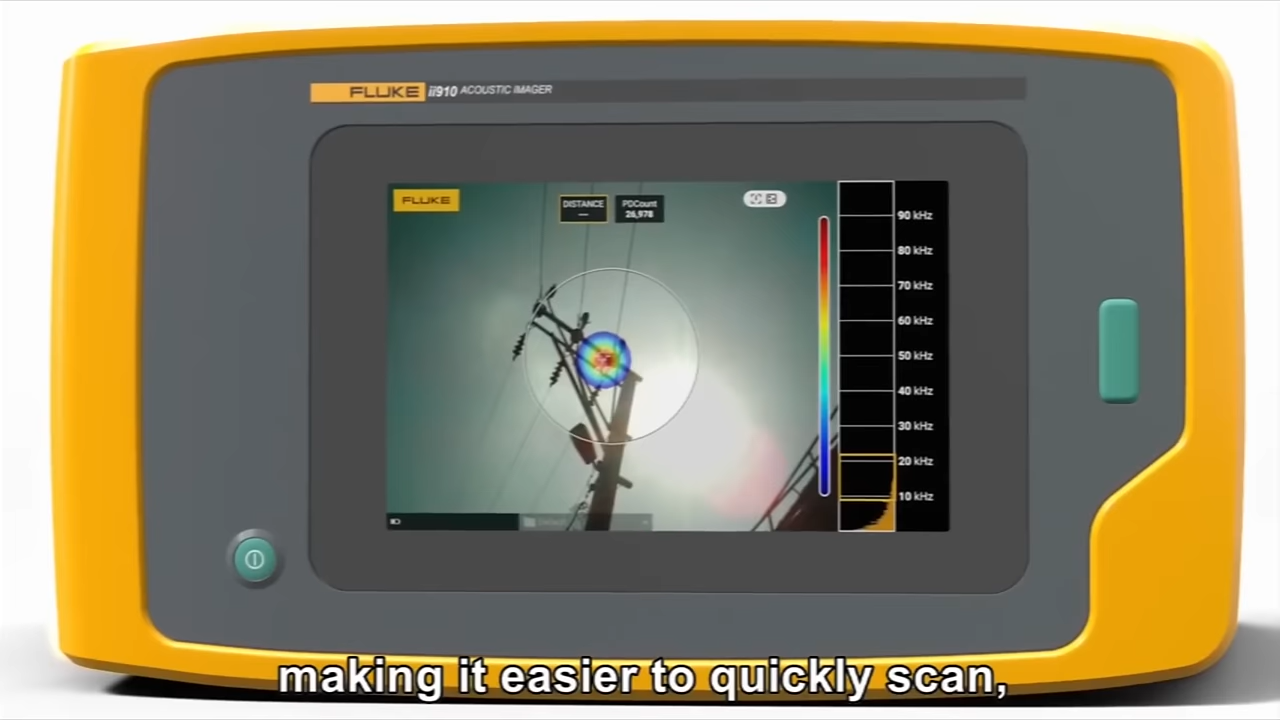 FLUKE ii910 ACOUSTIC IMAGER
FLUKE
DISTANCE
---
PDCount
26,978
90 kHz
80 kHz
70 kHz
60 kHz
50 kHz
40 kHz
30 kHz
20 kHz
10 kHz
making it easier to quickly scan,